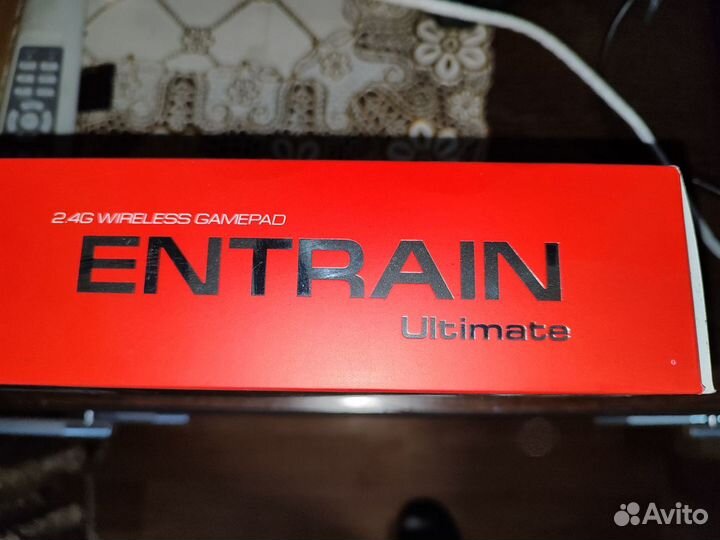 2.4G WIRELESS GAMEPAD
ENTRAIN
Ultimate
Avito